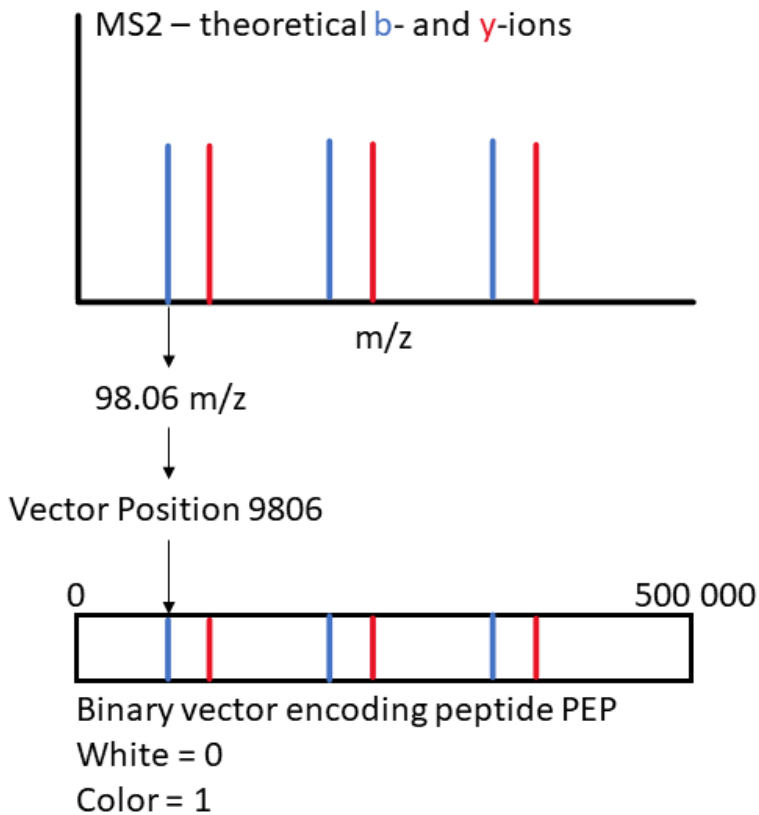 MS2 – theoretical b- and y-ions
m/z
98.06 m/z
Vector Position 9806
0 500 000
Binary vector encoding peptide PEP
White = 0
Color = 1